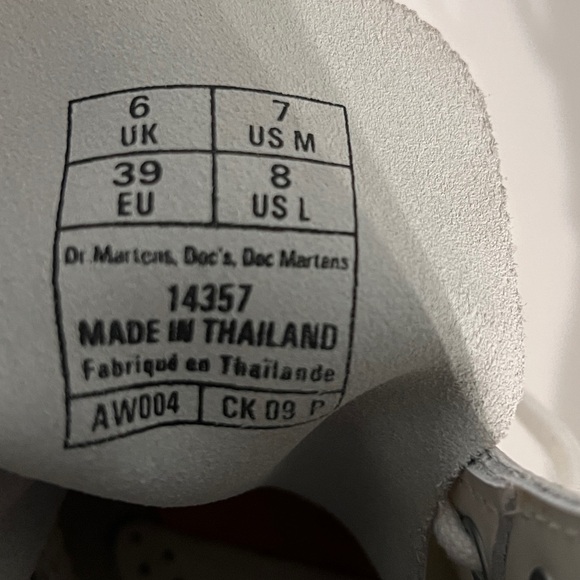 6 7
UK US M
39 8
EU US L
Dr. Martens, Doc's, Doc Martens
14357
MADE IN THAILAND
Fabriqué en Thaïlande
AW004 CK 09 P